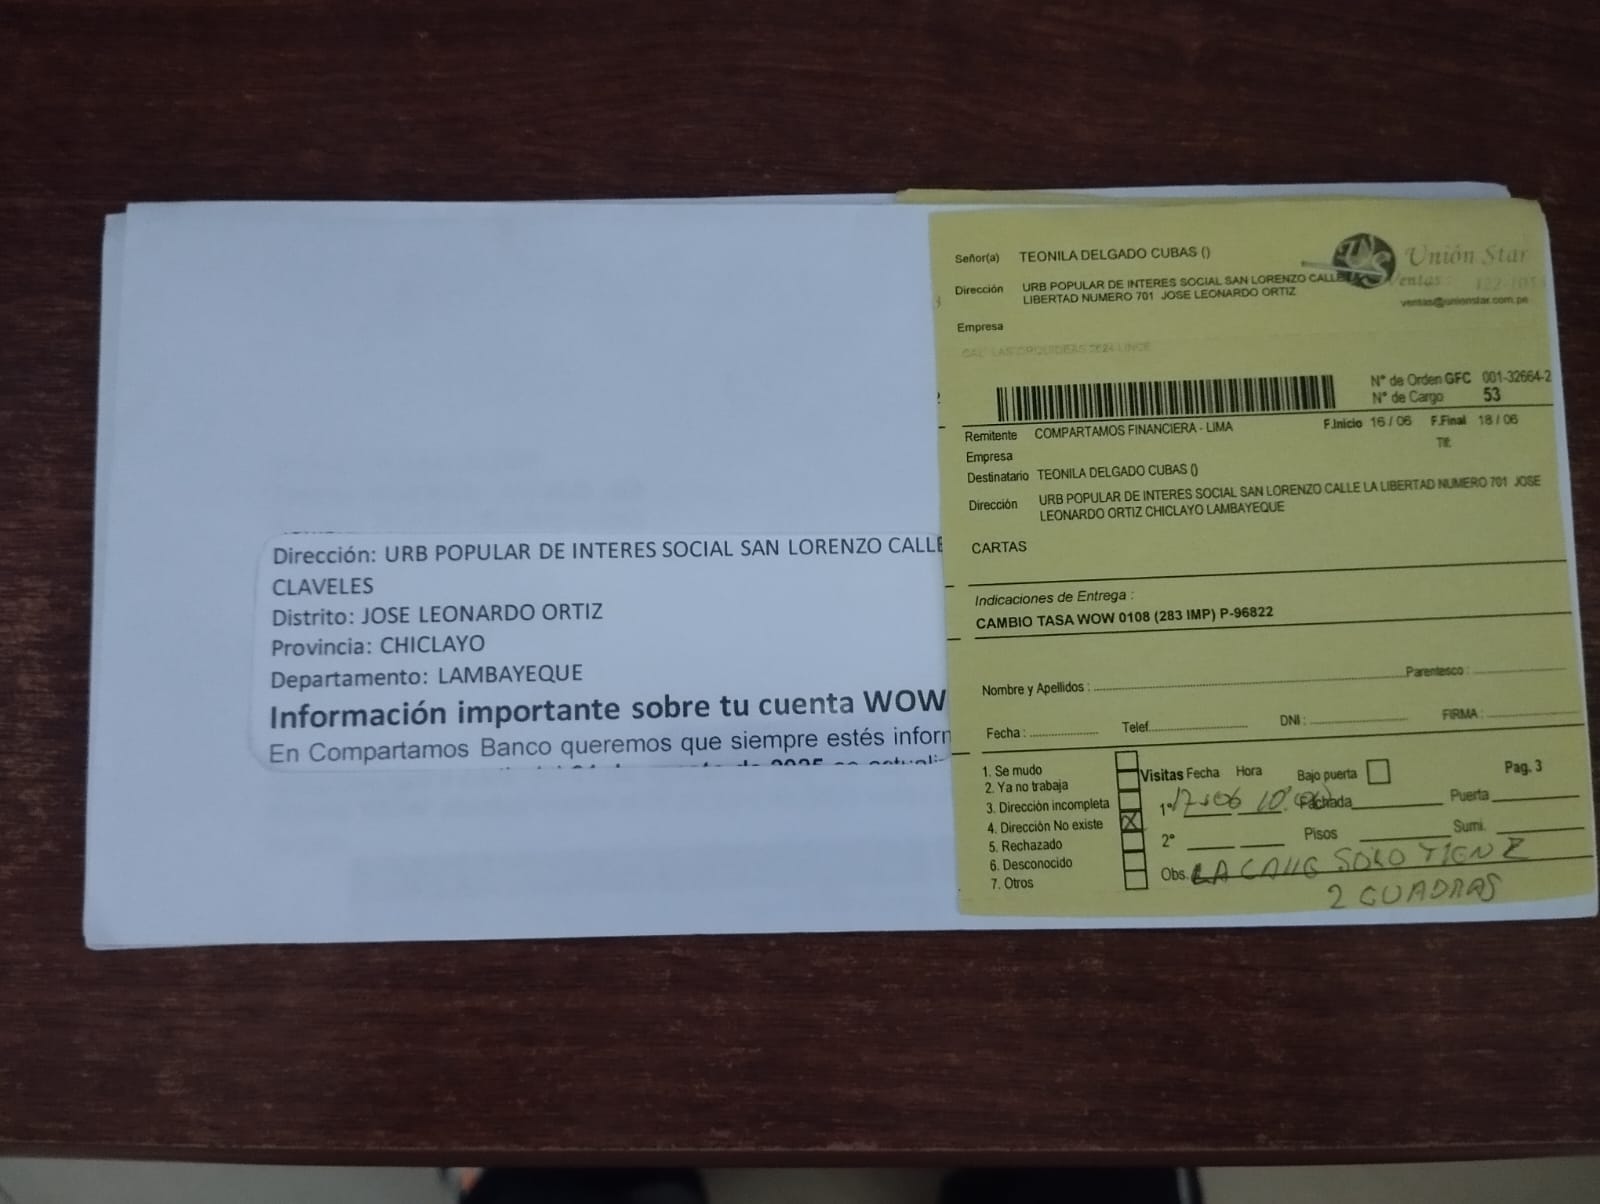 Dirección: URB POPULAR DE INTERES SOCIAL SAN LORENZO CALLE
CLAVELES
Distrito: JOSE LEONARDO ORTIZ
Provincia: CHICLAYO
Departamento: LAMBAYEQUE
Información importante sobre tu cuenta WOW
En Compartamos Banco queremos que siempre estés inform
Señor(a) TEONILA DELGADO CUBAS ()
Unión Star
Dirección URB POPULAR DE INTERES SOCIAL SAN LORENZO CALLE
LIBERTAD NUMERO 701 JOSE LEONARDO ORTIZ
ventas@unionstar.com.pe
Empresa
N° de Orden GFC 001-32664-2
N° de Cargo 53
Remitente COMPARTAMOS FINANCIERA - LIMA F.Inicio 16 / 06 F.Final 18 / 06
Empresa
Destinatario TEONILA DELGADO CUBAS ()
Dirección URB POPULAR DE INTERES SOCIAL SAN LORENZO CALLE LA LIBERTAD NUMERO 701 JOSE
LEONARDO ORTIZ CHICLAYO LAMBAYEQUE
CARTAS
Indicaciones de Entrega :
CAMBIO TASA WOW 0108 (283 IMP) P-96822
Nombre y Apellidos : Parentesco :
Fecha : Telef. DNI : FIRMA :
1. Se mudo
2. Ya no trabaja
3. Dirección incompleta
4. Dirección No existe X
5. Rechazado
6. Desconocido
7. Otros
Visitas Fecha Hora Bajo puerta Pag. 3
1° 17-06 Fachada Puerta
2° Pisos Sumi.
Obs. LA CALLE SOLO TIENE
2 CUADRAS